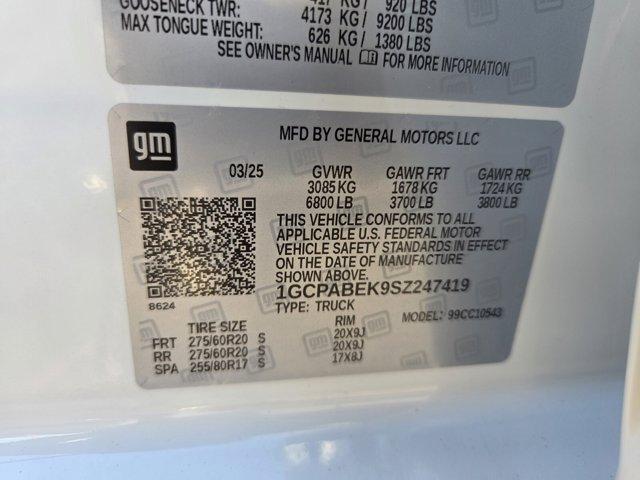 417 KG / 920 LBS
GOOSENECK TWR: 4173 KG / 9200 LBS
MAX TONGUE WEIGHT: 626 KG / 1380 LBS
SEE OWNER'S MANUAL FOR MORE INFORMATION
gm
MFD BY GENERAL MOTORS LLC
03/25 GVWR GAWR FRT GAWR RR
3085 KG 1678 KG 1724 KG
6800 LB 3700 LB 3800 LB
THIS VEHICLE CONFORMS TO ALL
APPLICABLE U.S. FEDERAL MOTOR
VEHICLE SAFETY STANDARDS IN EFFECT
ON THE DATE OF MANUFACTURE
SHOWN ABOVE.
8624
1GCPABEK9SZ247419
TYPE: TRUCK MODEL: 99CC10543
TIRE SIZE RIM
FRT 275/60R20 S 20X9J
RR 275/60R20 S 20X9J
SPA 255/80R17 S 17X8J